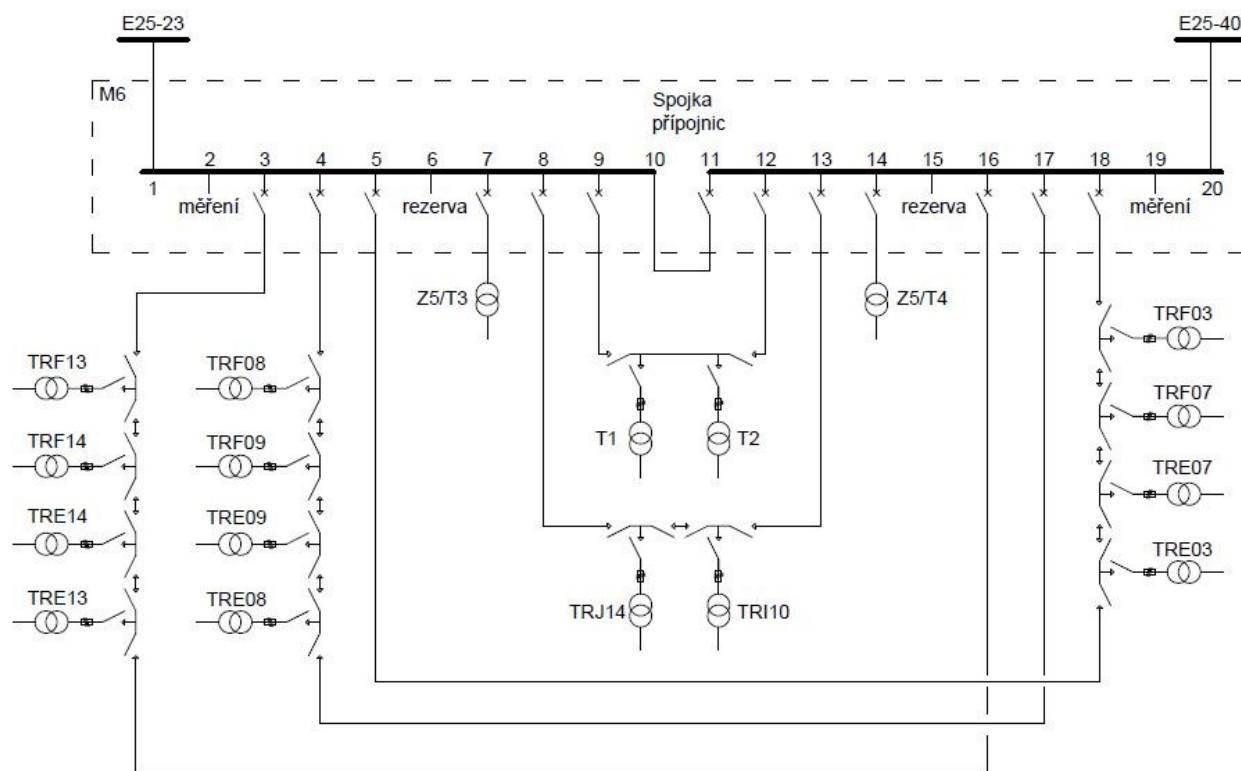 E25-23
E25-40
M6
Spojka
přípojnic
1 2 3 4 5 6 7 8 9 10 11 12 13 14 15 16 17 18 19 20
měření
rezerva
rezerva
měření
Z5/T3
Z5/T4
TRF03
TRF13
TRF08
TRF07
TRF14
TRF09
T1
T2
TRE07
TRE14
TRE09
TRE03
TRE13
TRE08
TRJ14
TRI10